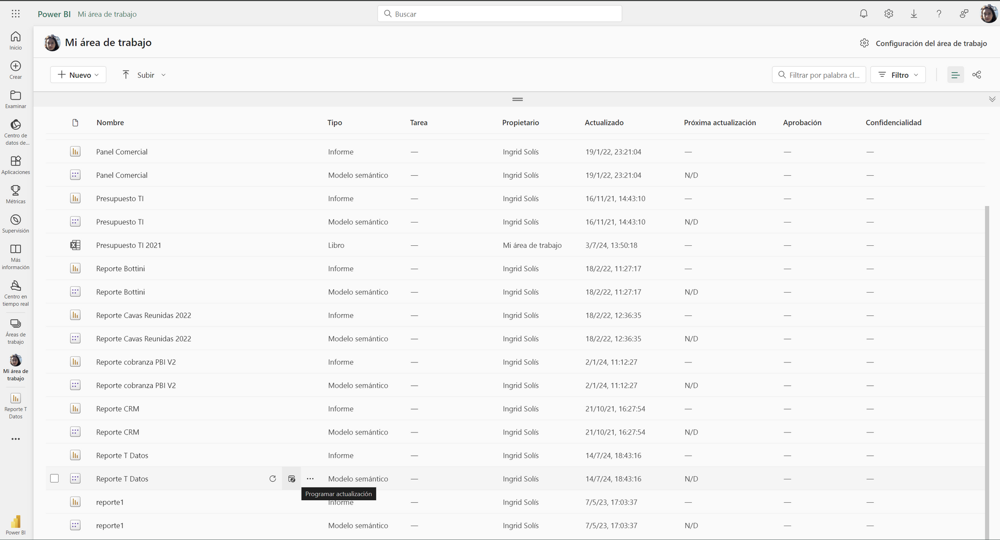 Power BI Mi área de trabajo
Buscar
Inicio
Crear
Examinar
Centro de
datos de...
Aplicaciones
Métricas
Supervisión
Más
información
Centro en
tiempo real
Áreas de
trabajo
Mi área de
trabajo
Reporte T
Datos
Power BI
Mi área de trabajo
Configuración del área de trabajo
Nuevo
Subir
Filtrar por palabra cl...
Filtro
Nombre Tipo Tarea Propietario Actualizado Próxima actualización Aprobación Confidencialidad
Panel Comercial Informe — Ingrid Solís 19/1/22, 23:21:04 — — —
Panel Comercial Modelo semántico — Ingrid Solís 19/1/22, 23:21:04 N/D — —
Presupuesto TI Informe — Ingrid Solís 16/11/21, 14:43:10 — — —
Presupuesto TI Modelo semántico — Ingrid Solís 16/11/21, 14:43:10 N/D — —
Presupuesto TI 2021 Libro — Mi área de trabajo 3/7/24, 13:50:18 — — —
Reporte Bottini Informe — Ingrid Solís 18/2/22, 11:27:17 — — —
Reporte Bottini Modelo semántico — Ingrid Solís 18/2/22, 11:27:17 N/D — —
Reporte Cavas Reunidas 2022 Informe — Ingrid Solís 18/2/22, 12:36:35 — — —
Reporte Cavas Reunidas 2022 Modelo semántico — Ingrid Solís 18/2/22, 12:36:35 N/D — —
Reporte cobranza PBI V2 Informe — Ingrid Solís 2/1/24, 11:12:27 — — —
Reporte cobranza PBI V2 Modelo semántico — Ingrid Solís 2/1/24, 11:12:27 N/D — —
Reporte CRM Informe — Ingrid Solís 21/10/21, 16:27:54 — — —
Reporte CRM Modelo semántico — Ingrid Solís 21/10/21, 16:27:54 N/D — —
Reporte T Datos Informe — Ingrid Solís 14/7/24, 18:43:16 — — —
Reporte T Datos Modelo semántico — Ingrid Solís 14/7/24, 18:43:16 N/D — —
Programar actualización
reporte1 Informe — Ingrid Solís 7/5/23, 17:03:37 — — —
reporte1 Modelo semántico — Ingrid Solís 7/5/23, 17:03:37 N/D — —